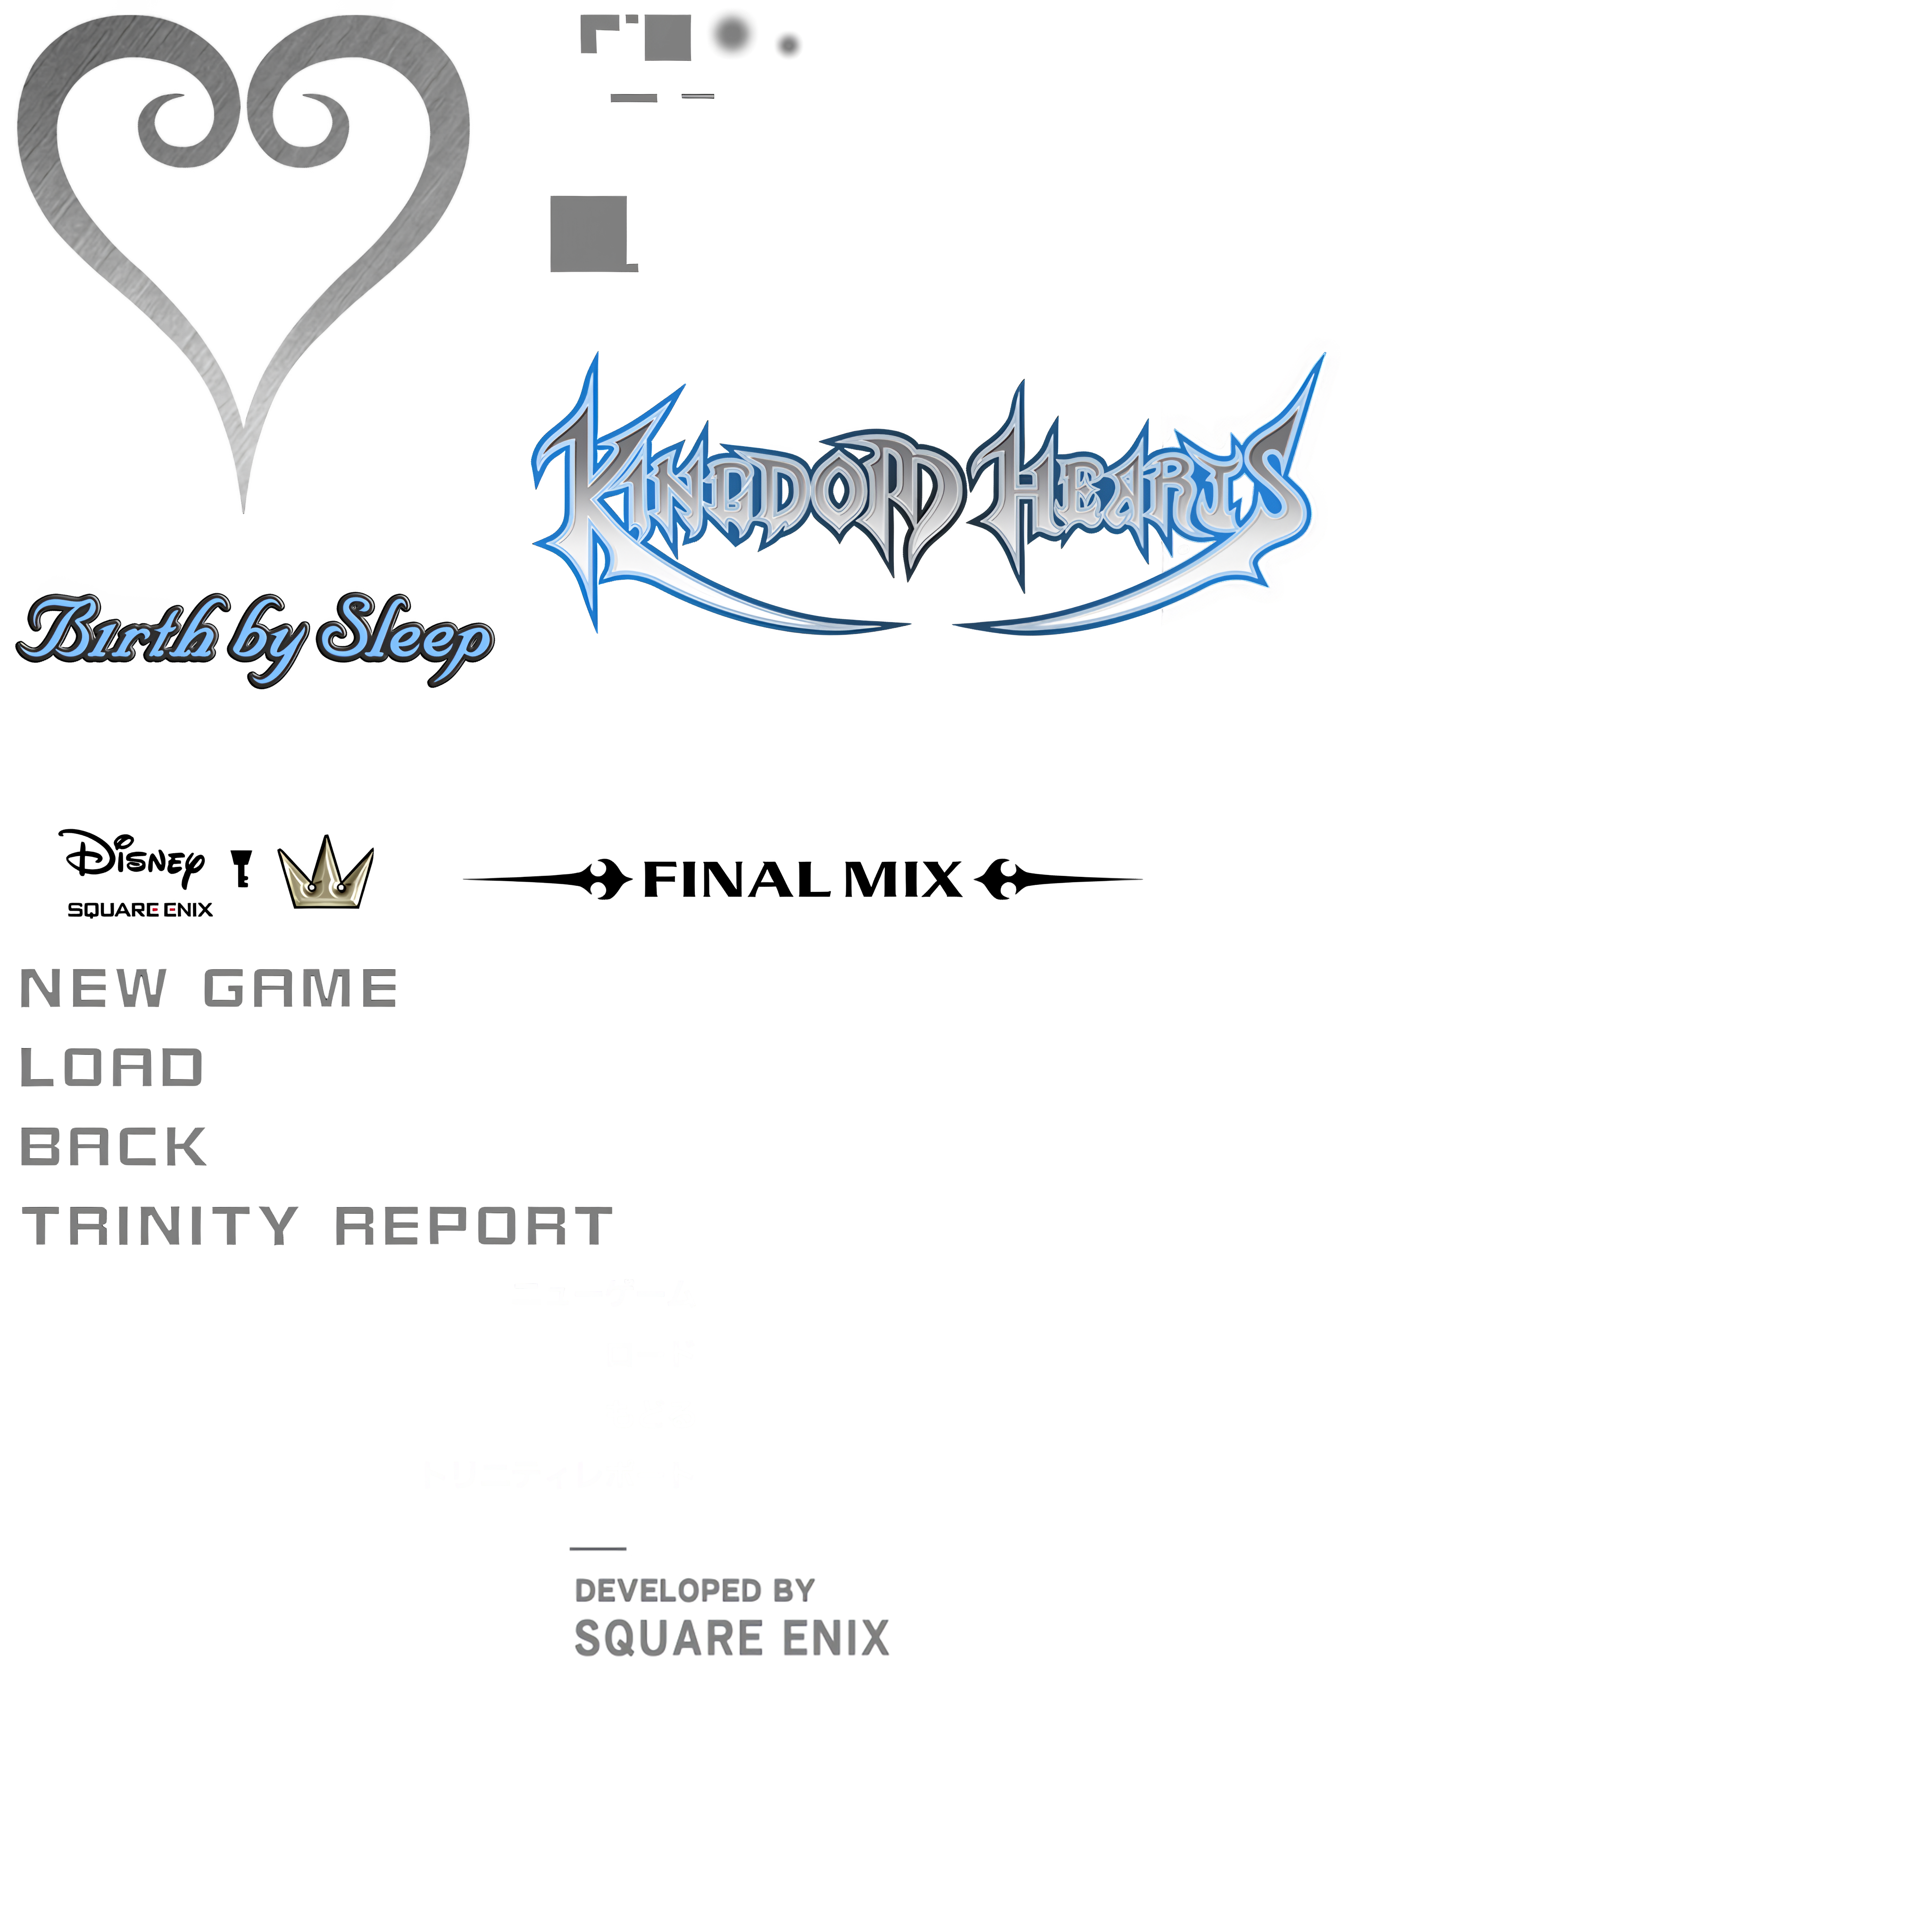 KINGDOM HEARTS
Birth by Sleep
Disney
SQUARE ENIX
FINAL MIX
NEW GAME
LOAD
BACK
TRINITY REPORT
DEVELOPED BY
SQUARE ENIX